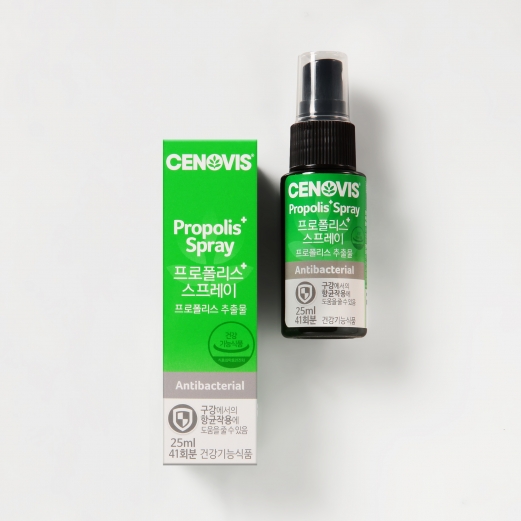 CENOVIS
Propolis+
Spray
프로폴리스+
스프레이
프로폴리스 추출물
건강
기능식품
Antibacterial
구강에서의
항균작용에
도움을 줄 수 있음
25ml
41회분 건강기능식품
CENOVIS
Propolis+Spray
프로폴리스+
스프레이
프로폴리스 추출물
Antibacterial
구강에서의
항균작용에
도움을 줄 수 있음
25ml
41회분 건강기능식품